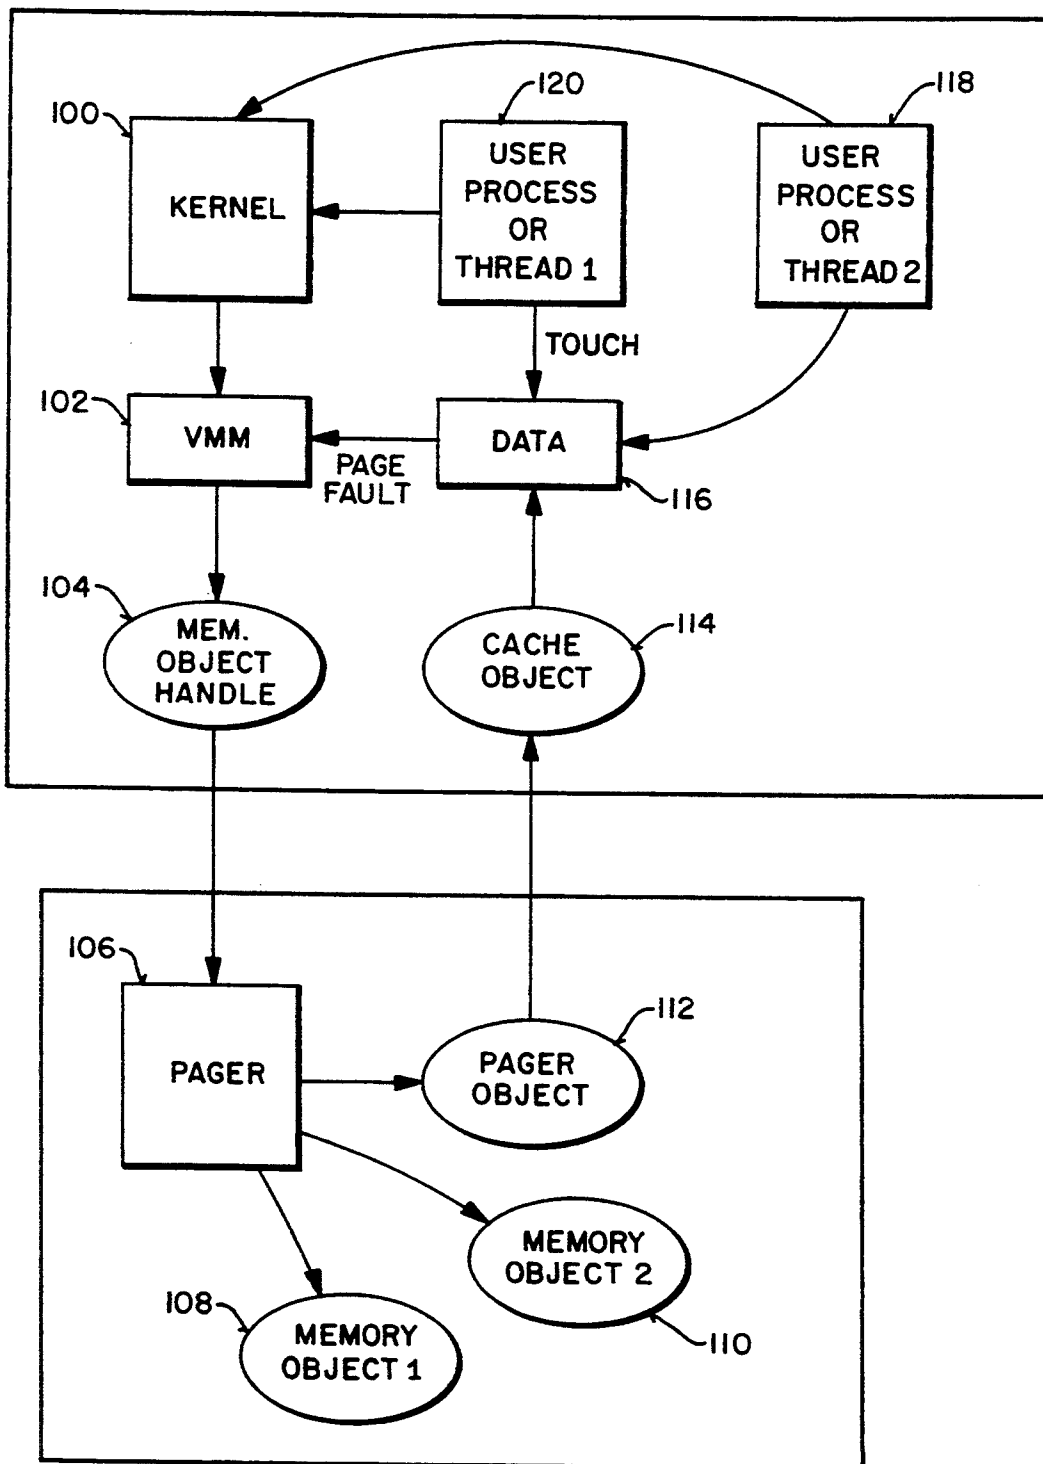 120
118
100
USER
PROCESS
OR
THREAD 1
USER
PROCESS
OR
THREAD 2
KERNEL
TOUCH
102
VMM
DATA
PAGE
FAULT
116
104
MEM.
OBJECT
HANDLE
CACHE
OBJECT
114
106
PAGER
112
PAGER
OBJECT
MEMORY
OBJECT 2
110
108
MEMORY
OBJECT 1